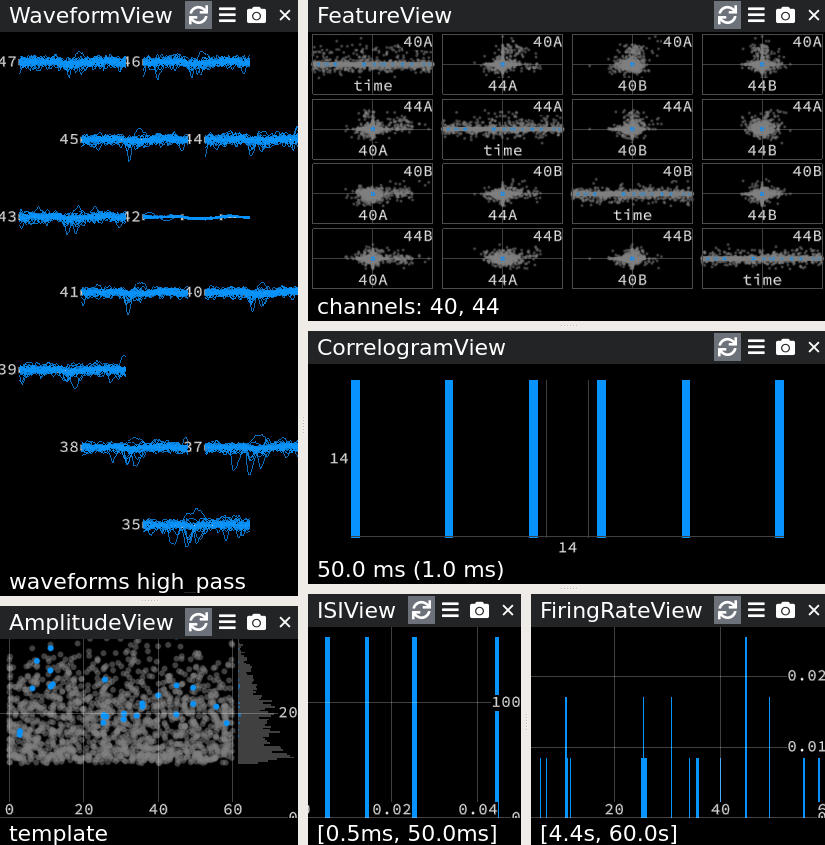 WaveformView
47 46
45 44
43 42
41 40
39
38 37
35
waveforms high_pass
FeatureView
40A 40A 40A 40A
time 44A 40B 44B
44A 44A 44A 44A
40A time 40B 44B
40B 40B 40B 40B
40A 44A time 44B
44B 44B 44B 44B
40A 44A 40B time
channels: 40, 44
CorrelogramView
14
14
50.0 ms (1.0 ms)
AmplitudeView
20
0 20 40 60 0
template
ISIView
100
0.02 0.04 0
[0.5ms, 50.0ms]
FiringRateView
0.02
0.01
20 40
[4.4s, 60.0s]